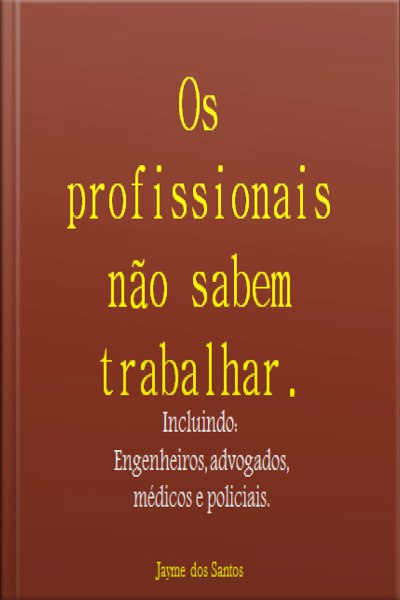 Os
profissionais
não sabem
trabalhar.
Incluindo:
Engenheiros, advogados,
médicos e policiais.
Jayme dos Santos